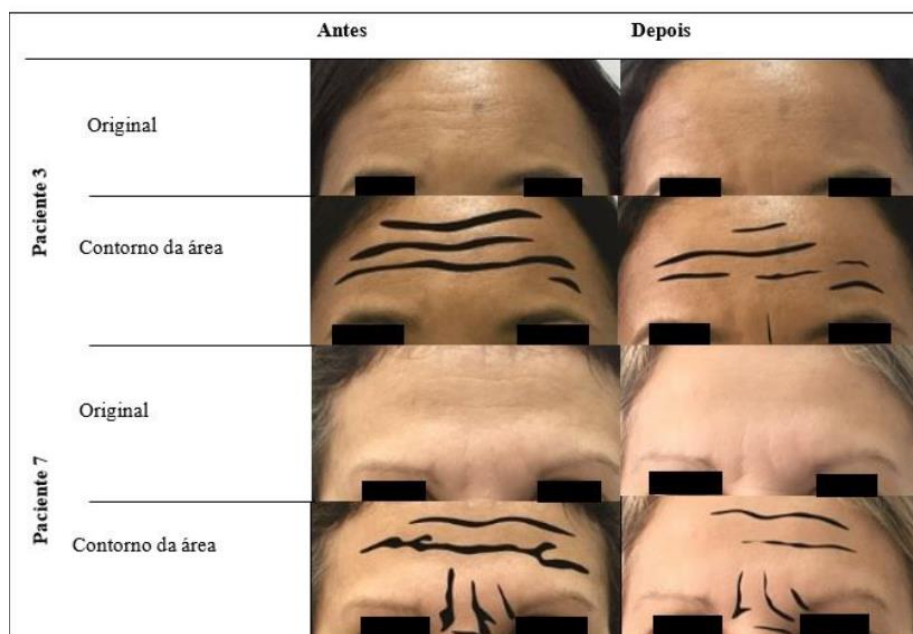 Antes
Depois
Paciente 3
Original
Contorno da área
Paciente 7
Original
Contorno da área